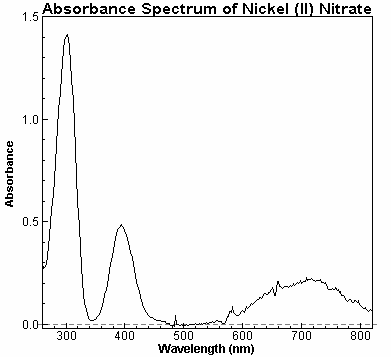 Absorbance Spectrum of Nickel (II) Nitrate
1.5
1.0
0.5
0.0
Absorbance
300 400 500 600 700 800
Wavelength (nm)